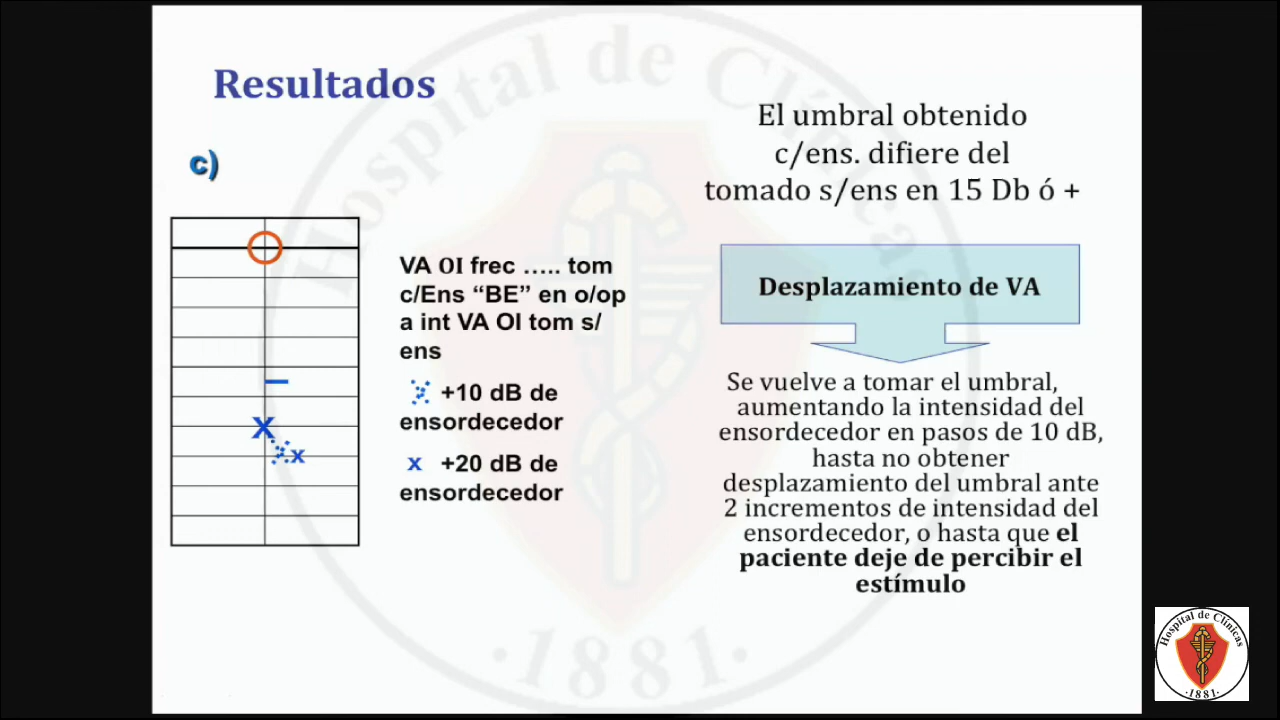 Resultados
c)
El umbral obtenido
c/ens. difiere del
tomado s/ens en 15 Db ó +
VA OI frec ..... tom
c/Ens “BE” en o/op
a int VA OI tom s/
ens
+10 dB de
ensordecedor
x +20 dB de
ensordecedor
X
x
Desplazamiento de VA
Se vuelve a tomar el umbral,
aumentando la intensidad del
ensordecedor en pasos de 10 dB,
hasta no obtener
desplazamiento del umbral ante
2 incrementos de intensidad del
ensordecedor, o hasta que el
paciente deje de percibir el
estímulo
Hospital de Clínicas
·1881·
Hospital de Clínicas
·1881·